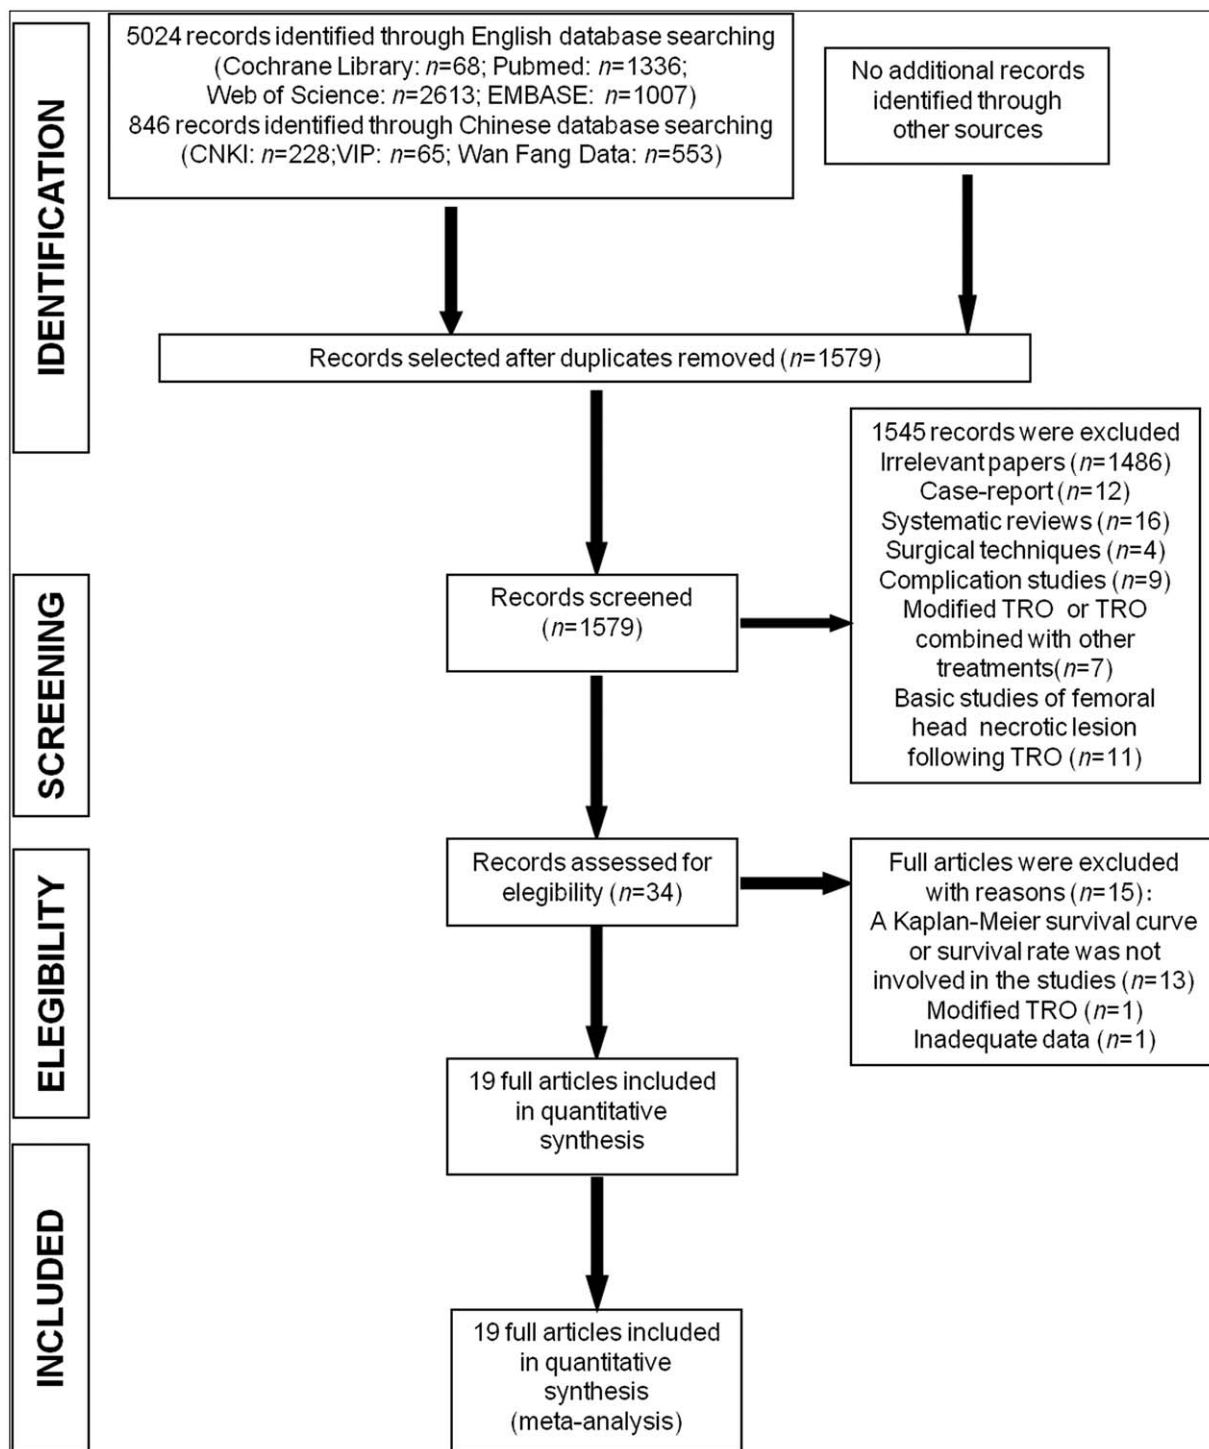 IDENTIFICATION
5024 records identified through English database searching
(Cochrane Library: n=68; Pubmed: n=1336;
Web of Science: n=2613; EMBASE: n=1007)
846 records identified through Chinese database searching
(CNKI: n=228;VIP: n=65; Wan Fang Data: n=553)
No additional records
identified through
other sources
Records selected after duplicates removed (n=1579)
SCREENING
Records screened
(n=1579)
1545 records were excluded
Irrelevant papers (n=1486)
Case-report (n=12)
Systematic reviews (n=16)
Surgical techniques (n=4)
Complication studies (n=9)
Modified TRO or TRO
combined with other
treatments(n=7)
Basic studies of femoral
head necrotic lesion
following TRO (n=11)
ELEGIBILITY
Records assessed for
elegibility (n=34)
Full articles were excluded
with reasons (n=15):
A Kaplan-Meier survival curve
or survival rate was not
involved in the studies (n=13)
Modified TRO (n=1)
Inadequate data (n=1)
19 full articles included
in quantitative
synthesis
INCLUDED
19 full articles included
in quantitative
synthesis
(meta-analysis)